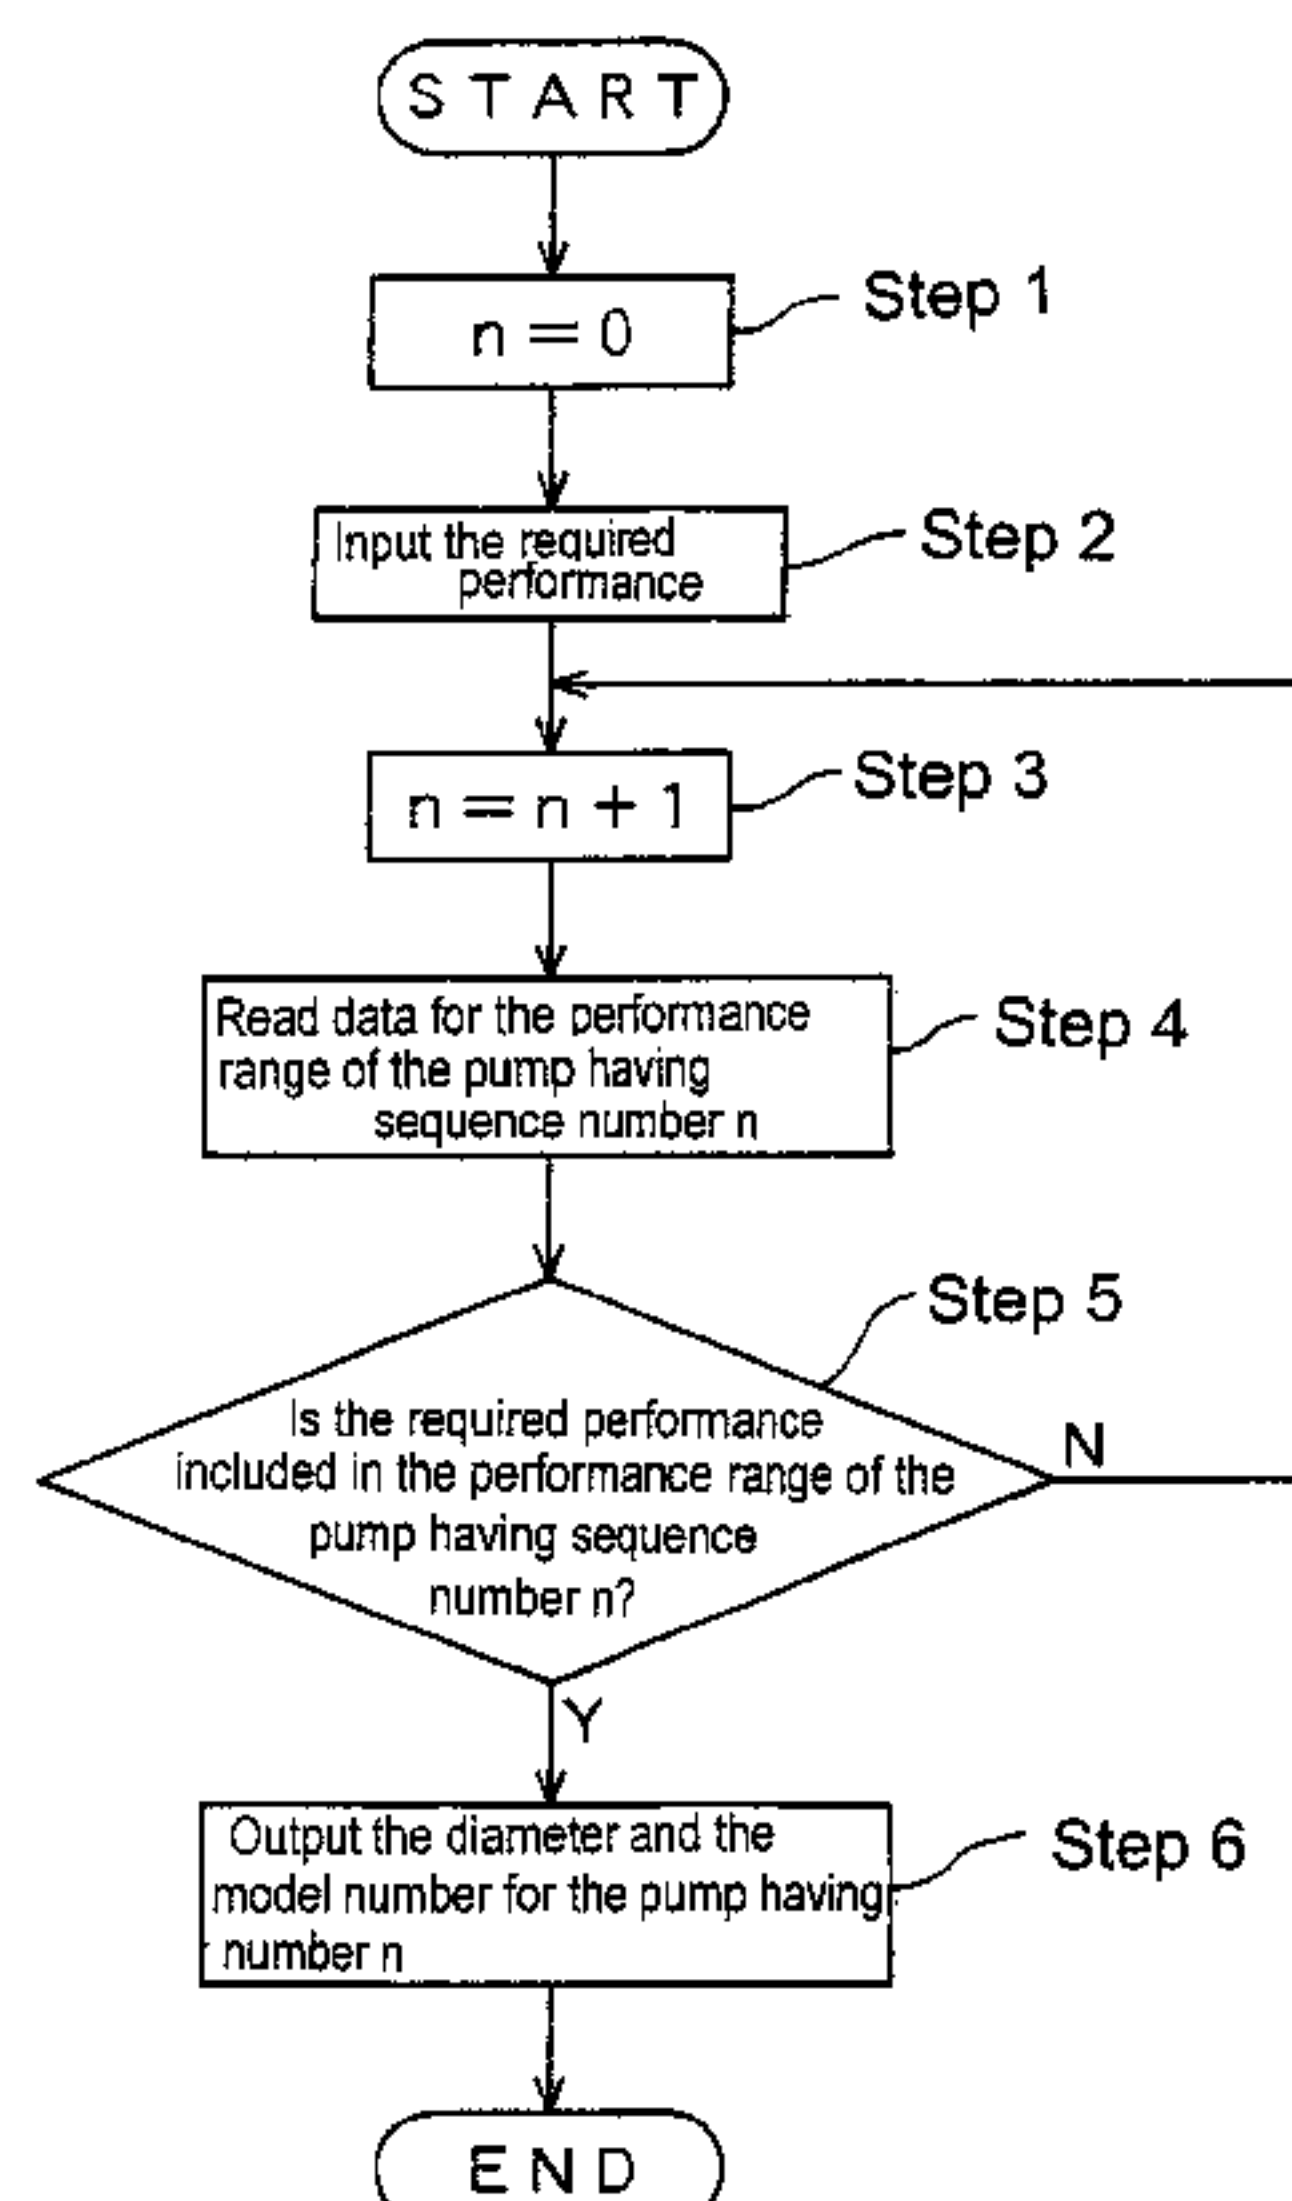 START
n = 0
Step 1
Input the required
performance
Step 2
n = n + 1
Step 3
Read data for the performance
range of the pump having
sequence number n
Step 4
Step 5
Is the required performance
included in the performance range of the
pump having sequence
number n?
N
Y
Output the diameter and the
model number for the pump having
number n
Step 6
END